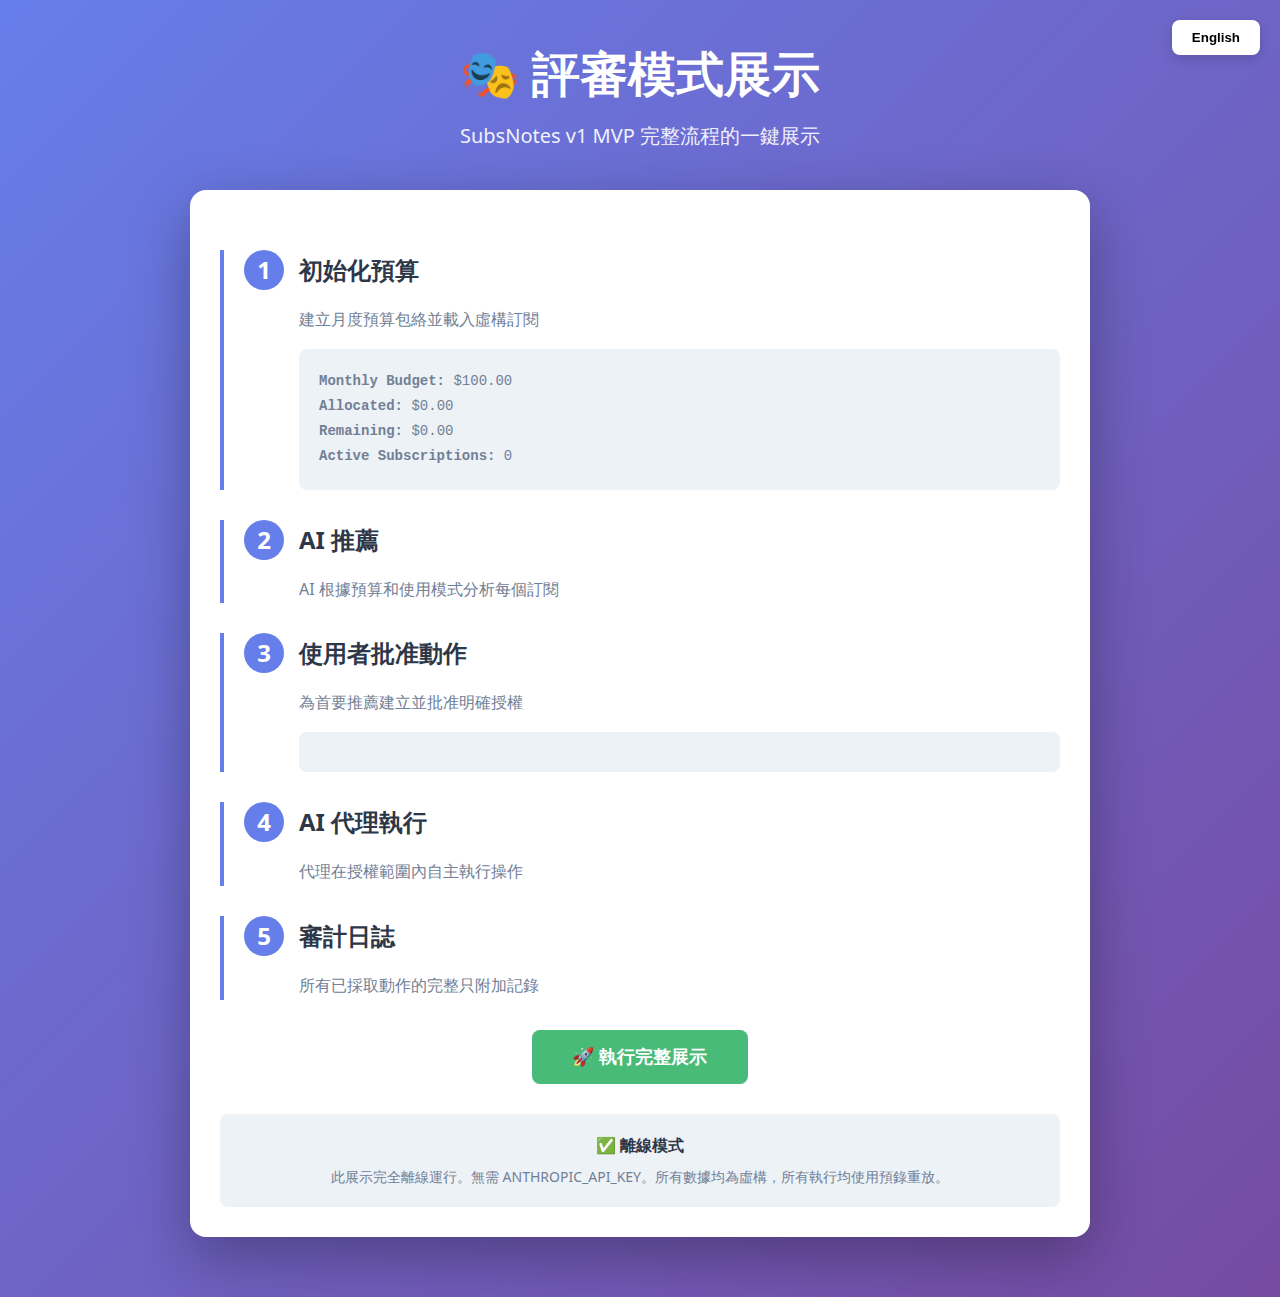 English
🎭 評審模式展示
SubsNotes v1 MVP 完整流程的一鍵展示
1
初始化預算
建立月度預算包絡並載入虛構訂閱
Monthly Budget: $100.00
Allocated: $0.00
Remaining: $0.00
Active Subscriptions: 0
2
AI 推薦
AI 根據預算和使用模式分析每個訂閱
3
使用者批准動作
為首要推薦建立並批准明確授權
4
AI 代理執行
代理在授權範圍內自主執行操作
5
審計日誌
所有已採取動作的完整只附加記錄
🚀 執行完整展示
✅ 離線模式
此展示完全離線運行。無需 ANTHROPIC_API_KEY。所有數據均為虛構，所有執行均使用預錄重放。